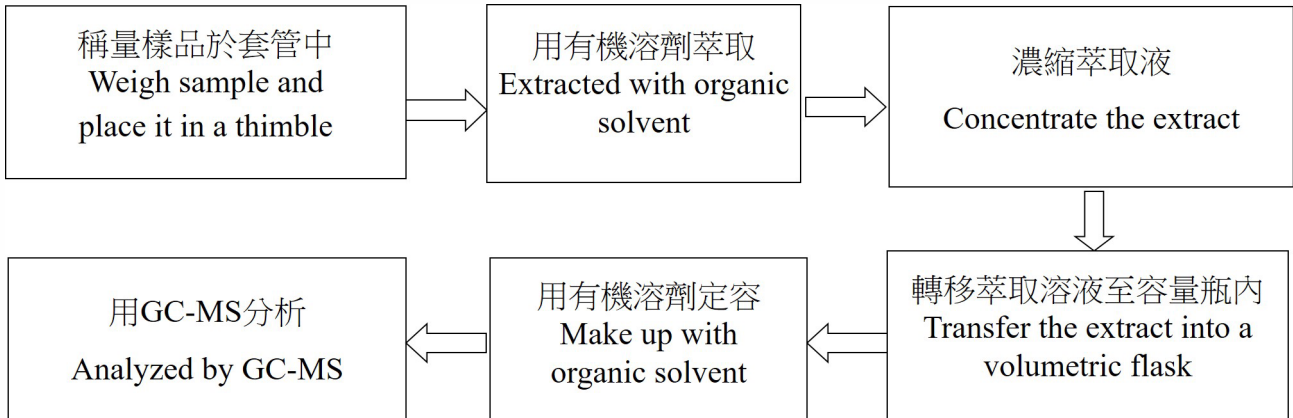 稱量樣品於套管中
Weigh sample and
place it in a thimble
用有機溶劑萃取
Extracted with organic
solvent
濃縮萃取液
Concentrate the extract
轉移萃取溶液至容量瓶內
Transfer the extract into a
volumetric flask
用有機溶劑定容
Make up with
organic solvent
用GC-MS分析
Analyzed by GC-MS